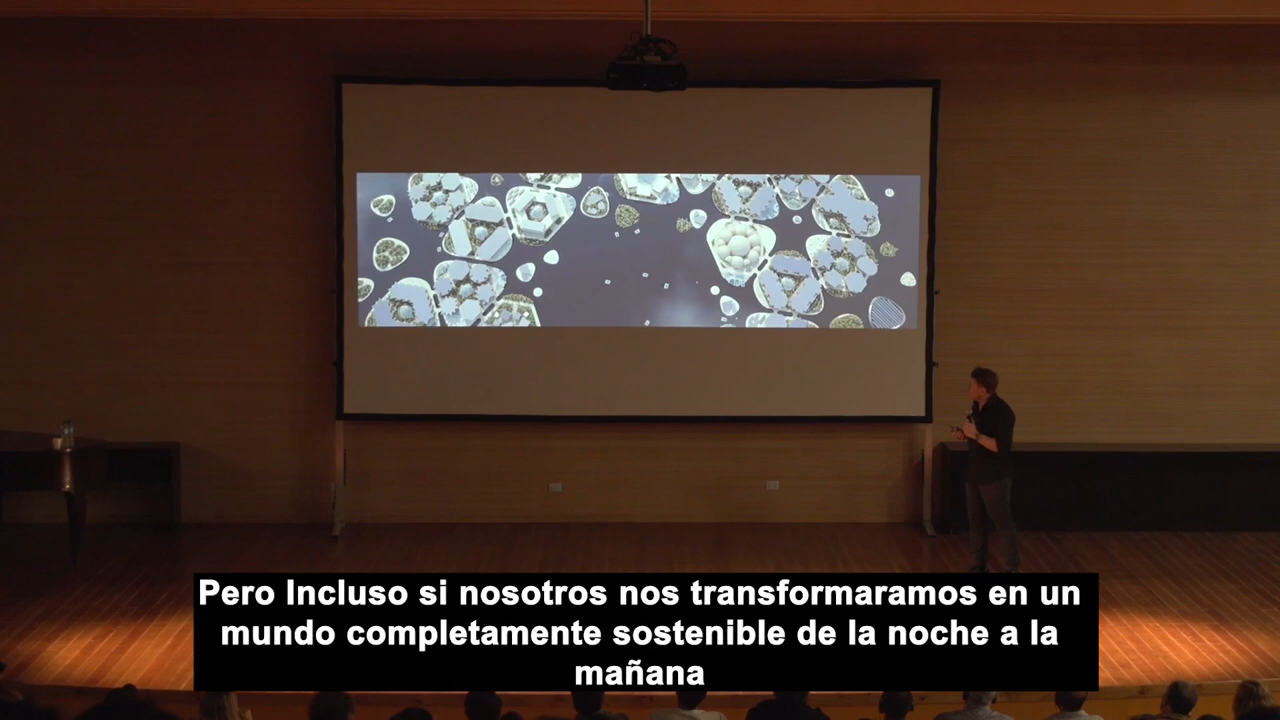 Pero Incluso si nosotros nos transformaramos en un
mundo completamente sostenible de la noche a la
mañana